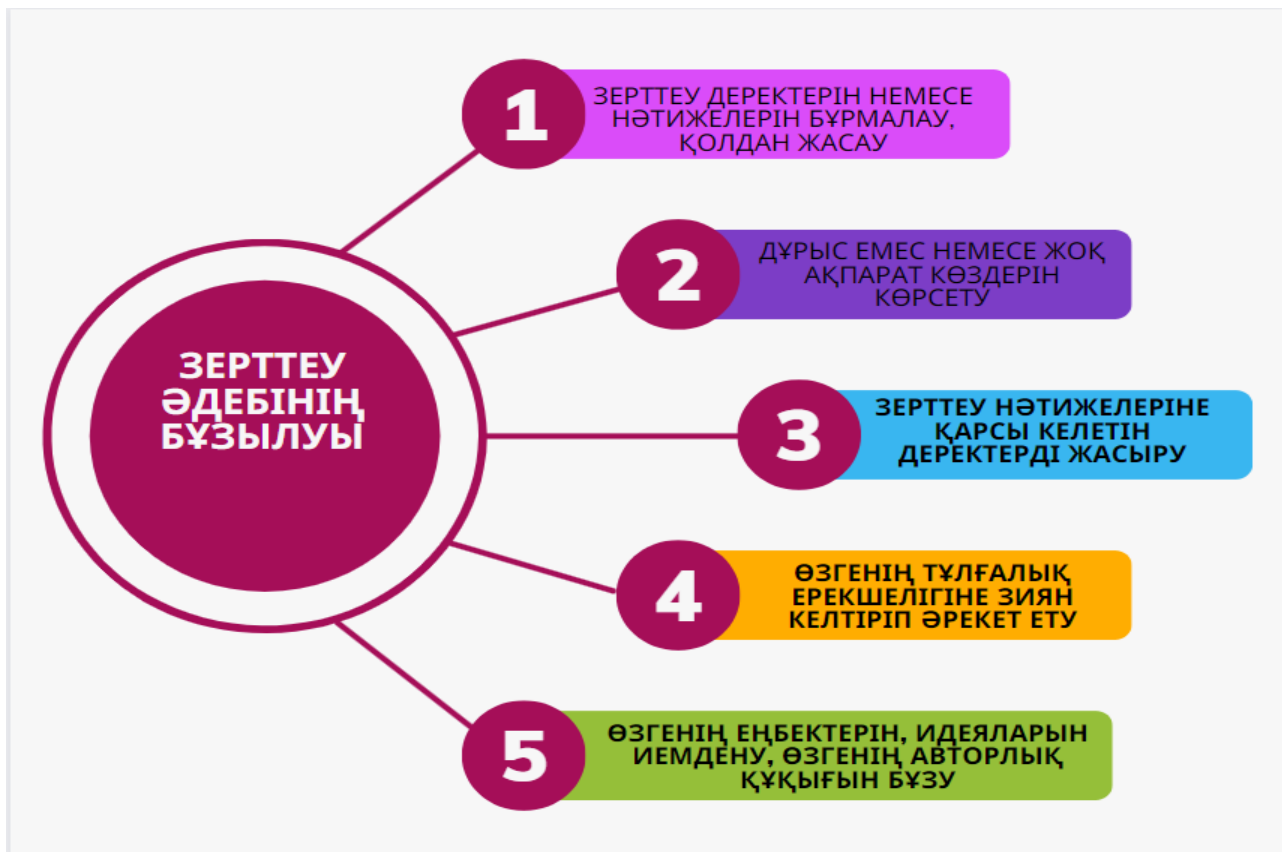 1
ЗЕРТТЕУ ДЕРЕКТЕРІН НЕМЕСЕ
НӘТИЖЕЛЕРІН БҰРМАЛАУ,
ҚОЛДАН ЖАСАУ
2
ДҰРЫС ЕМЕС НЕМЕСЕ ЖОҚ
АҚПАРАТ КӨЗДЕРІН
КӨРСЕТУ
ЗЕРТТЕУ
ӘДЕБІНІҢ
БҰЗЫЛУЫ
3
ЗЕРТТЕУ НӘТИЖЕЛЕРІНЕ
ҚАРСЫ КЕЛЕТІН
ДЕРЕКТЕРДІ ЖАСЫРУ
4
ӨЗГЕНІҢ ТҰЛҒАЛЫҚ
ЕРЕКШЕЛІГІНЕ ЗИЯН
КЕЛТІРІП ӘРЕКЕТ ЕТУ
5
ӨЗГЕНІҢ ЕҢБЕКТЕРІН, ИДЕЯЛАРЫН
ИЕМДЕНУ, ӨЗГЕНІҢ АВТОРЛЫҚ
ҚҰҚЫҒЫН БҰЗУ